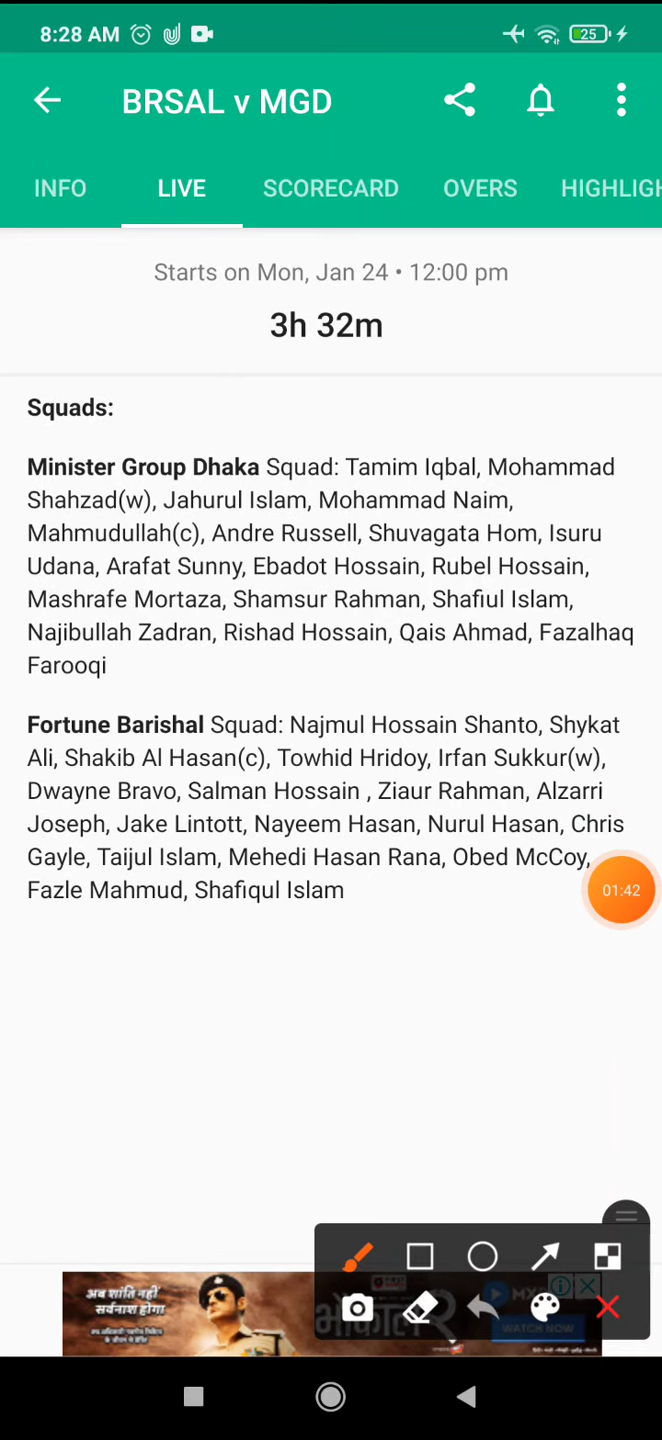 8:28 AM
25
BRSAL v MGD
INFO LIVE SCORECARD OVERS HIGHLIGH
Starts on Mon, Jan 24 • 12:00 pm
3h 32m
Squads:
Minister Group Dhaka Squad: Tamim Iqbal, Mohammad
Shahzad(w), Jahurul Islam, Mohammad Naim,
Mahmudullah(c), Andre Russell, Shuvagata Hom, Isuru
Udana, Arafat Sunny, Ebadot Hossain, Rubel Hossain,
Mashrafe Mortaza, Shamsur Rahman, Shafiul Islam,
Najibullah Zadran, Rishad Hossain, Qais Ahmad, Fazalhaq
Farooqi
Fortune Barishal Squad: Najmul Hossain Shanto, Shykat
Ali, Shakib Al Hasan(c), Towhid Hridoy, Irfan Sukkur(w),
Dwayne Bravo, Salman Hossain , Ziaur Rahman, Alzarri
Joseph, Jake Lintott, Nayeem Hasan, Nurul Hasan, Chris
Gayle, Taijul Islam, Mehedi Hasan Rana, Obed McCoy,
Fazle Mahmud, Shafiqul Islam
01:42
अब शांति नहीं
सर्वनाश होगा
भौकाल
MX
WATCH NOW